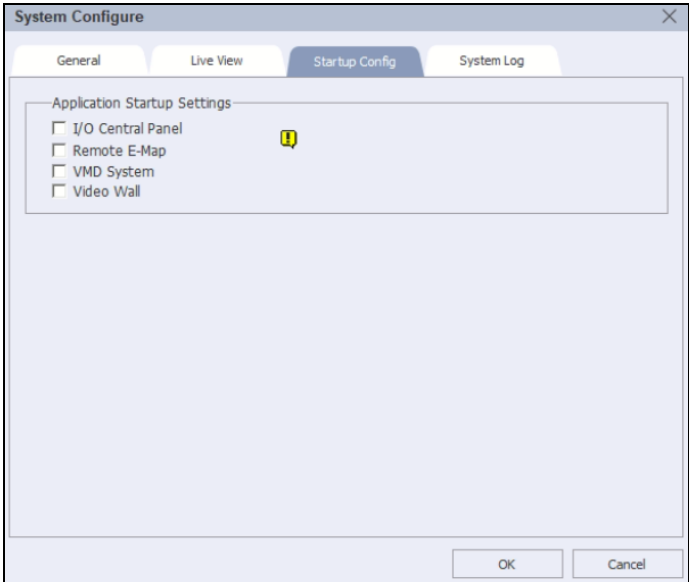 System Configure
General
Live View
Startup Config
System Log
Application Startup Settings
I/O Central Panel
Remote E-Map
VMD System
Video Wall
OK
Cancel